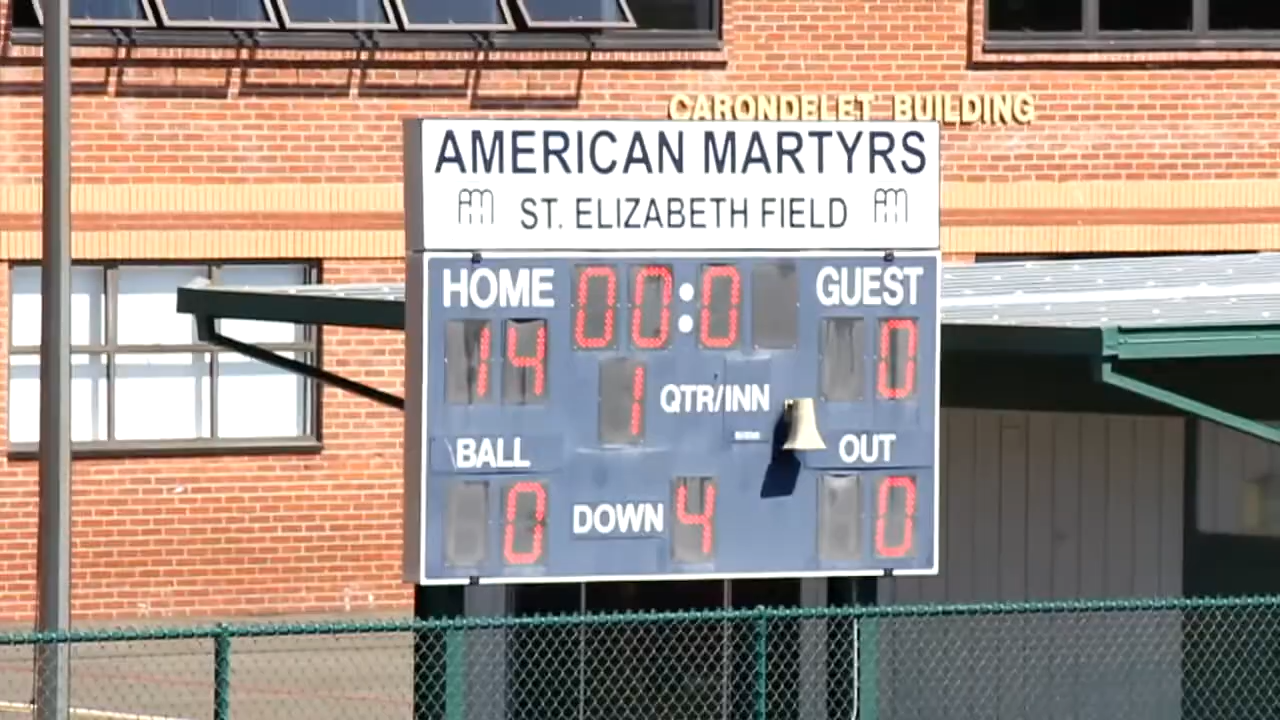 CARONDELET BUILDING
AMERICAN MARTYRS
ST. ELIZABETH FIELD
HOME 00:0 GUEST
14 0
1 QTR/INN
BALL OUT
0 DOWN 4 0